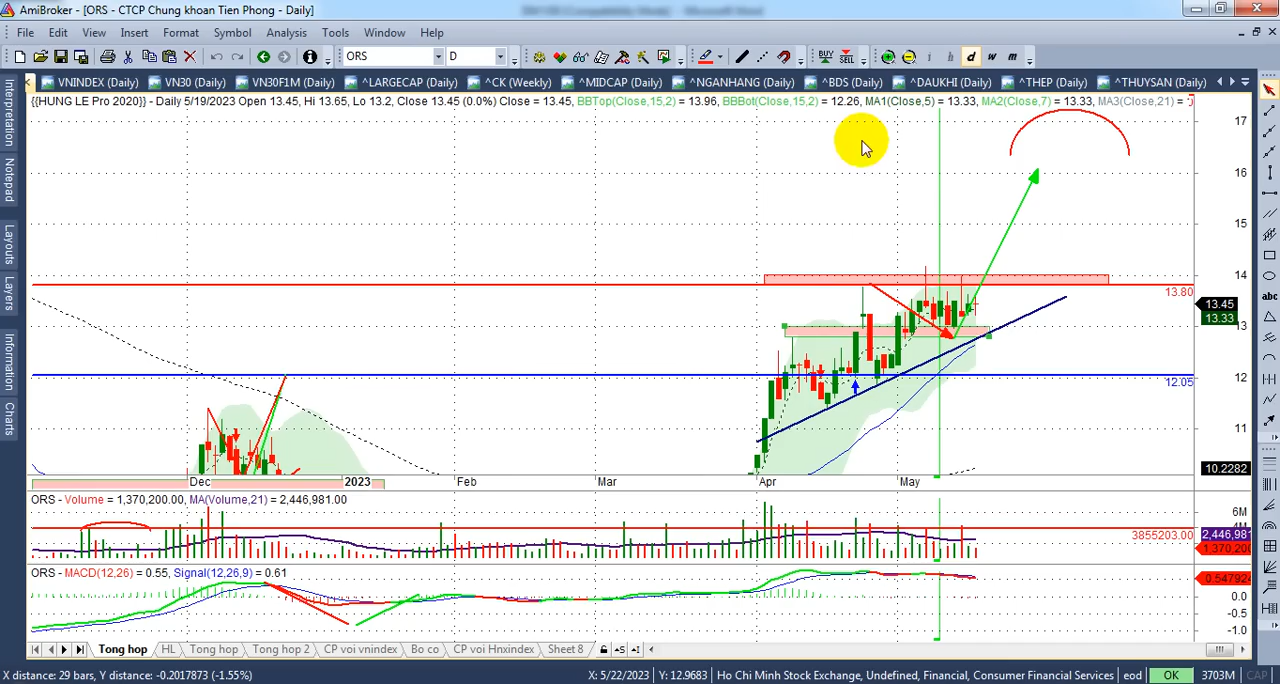 AmiBroker - [ORS - CTCP Chung khoan Tien Phong - Daily]
File Edit View Insert Format Symbol Analysis Tools Window Help
ORS D BUY SELL i h d w m
VNINDEX (Daily) VN30 (Daily) VN30F1M (Daily) ^LARGECAP (Daily) ^CK (Weekly) ^MIDCAP (Daily) ^NGANHANG (Daily) ^BDS (Daily) ^DAUKHI (Daily) ^THEP (Daily) ^THUYSAN (Daily)
{{HUNG LE Pro 2020}} - Daily 5/19/2023 Open 13.45, Hi 13.65, Lo 13.2, Close 13.45 (0.0%) Close = 13.45, BBTop(Close,15,2) = 13.96, BBBot(Close,15,2) = 12.26, MA1(Close,5) = 13.33, MA2(Close,7) = 13.33, MA3(Close,21) =
Interpretation
Notepad
Layouts
Layers
Information
Charts
abc
17
16
15
14
13.80
13.45
13.33
13
12
12.05
11
10.2282
Dec 2023 Feb Mar Apr May
ORS - Volume = 1,370,200.00, MA(Volume,21) = 2,446,981.00
6M
3855203.00
2,446,98
1,370,200
ORS - MACD(12,26) = 0.55, Signal(12,26,9) = 0.61
0.547924
0.0
-0.5
-1.0
Tong hop HL Tong hop Tong hop 2 CP voi vnindex Bo co CP voi Hnxindex Sheet 8
X distance: 29 bars, Y distance: -0.2017873 (-1.55%) X: 5/22/2023 Y: 12.9683 Ho Chi Minh Stock Exchange, Undefined, Financial, Consumer Financial Services eod OK 3703M CAP